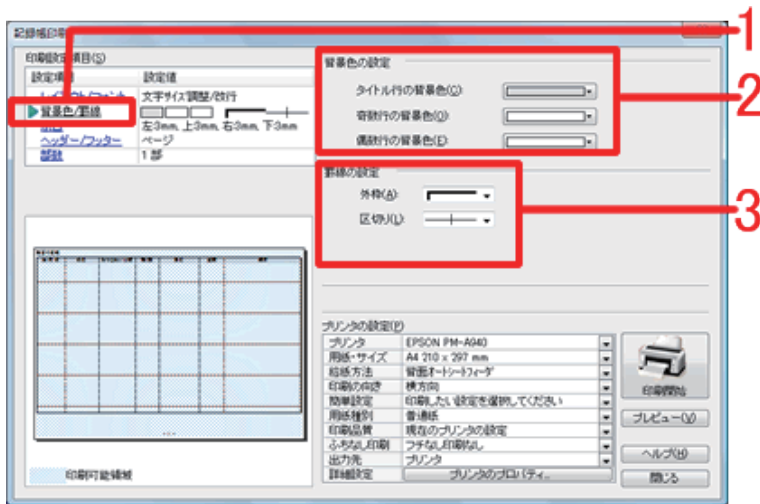 記録帳印刷
1
印刷設定項目(S)
設定項目 設定値
レイアウト/フォント 文字サイズ調整/改行
背景色/罫線
左3mm, 上3mm, 右3mm, 下3mm
ヘッダー/フッター ページ
部数 1 部
背景色の設定
タイトル行の背景色(C):
奇数行の背景色(O):
偶数行の背景色(E):
2
罫線の設定
外枠(A):
区切り(L):
3
印刷可能領域
プリンタの設定(P)
プリンタ EPSON PM-A940
用紙・サイズ A4 210 x 297 mm
給紙方法 背面オートシートフィーダ
印刷の向き 横方向
簡単設定 印刷したい設定を選択してください
用紙種別 普通紙
印刷品質 現在のプリンタの設定
ふちなし印刷 フチなし印刷なし
出力先 プリンタ
詳細設定 プリンタのプロパティ...
印刷開始
プレビュー(V)
ヘルプ(H)
閉じる